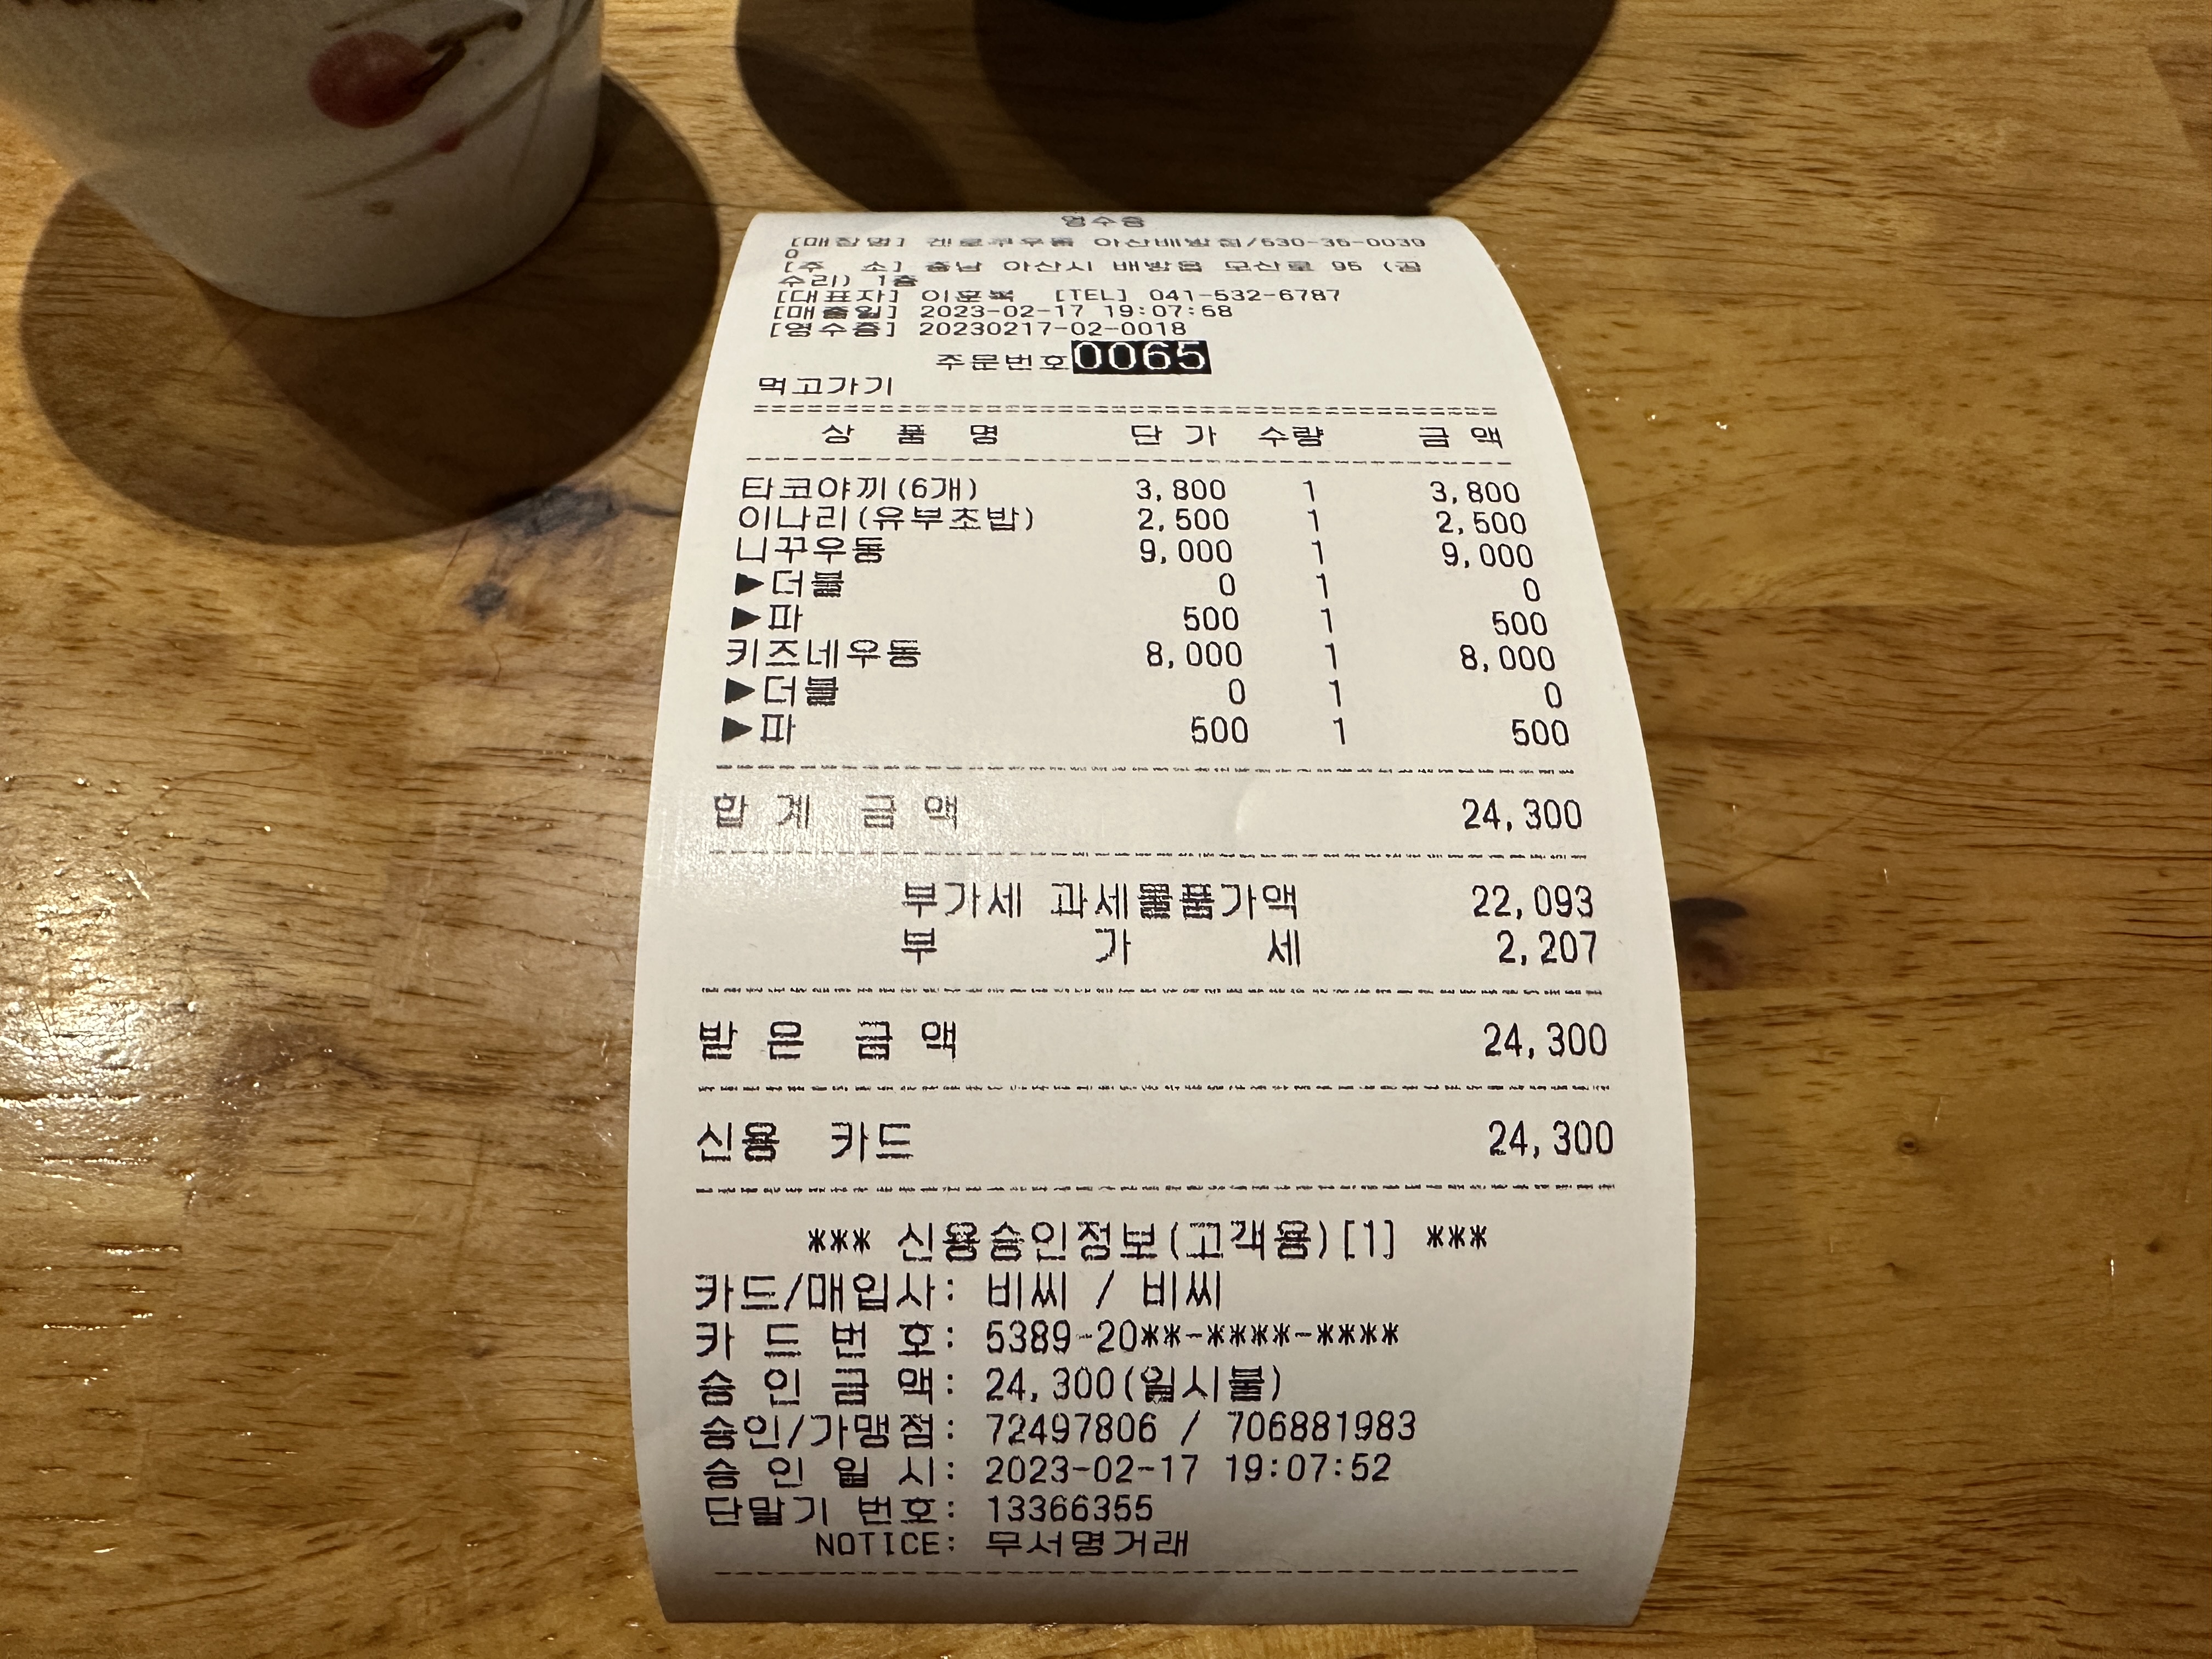 영수증
[매장명] 겐로쿠우동 아산배방점/530-36-0039
0
[주 소] 충남 아산시 배방읍 모산로 95 (공
수리) 1층
[대표자] 이훈복 [TEL] 041-532-6787
[매출일] 2023-02-17 19:07:58
[영수증] 20230217-02-0018
주문번호0065
먹고가기
상 품 명 단 가 수량 금 액
타코야끼(6개) 3,800 1 3,800
이나리(유부초밥) 2,500 1 2,500
니꾸우동 9,000 1 9,000
▶더블 0 1 0
▶파 500 1 500
키즈네우동 8,000 1 8,000
▶더블 0 1 0
▶파 500 1 500
합 계 금 액 24,300
부가세 과세물품가액 22,093
부 가 세 2,207
받 은 금 액 24,300
신용 카드 24,300
*** 신용승인정보(고객용)[1] ***
카드/매입사: 비씨 / 비씨
카 드 번 호: 5389-20**-****-****
승 인 금 액: 24,300(일시불)
승인/가맹점: 72497806 / 706881983
승 인 일 시: 2023-02-17 19:07:52
단말기 번호: 13366355
NOTICE: 무서명거래